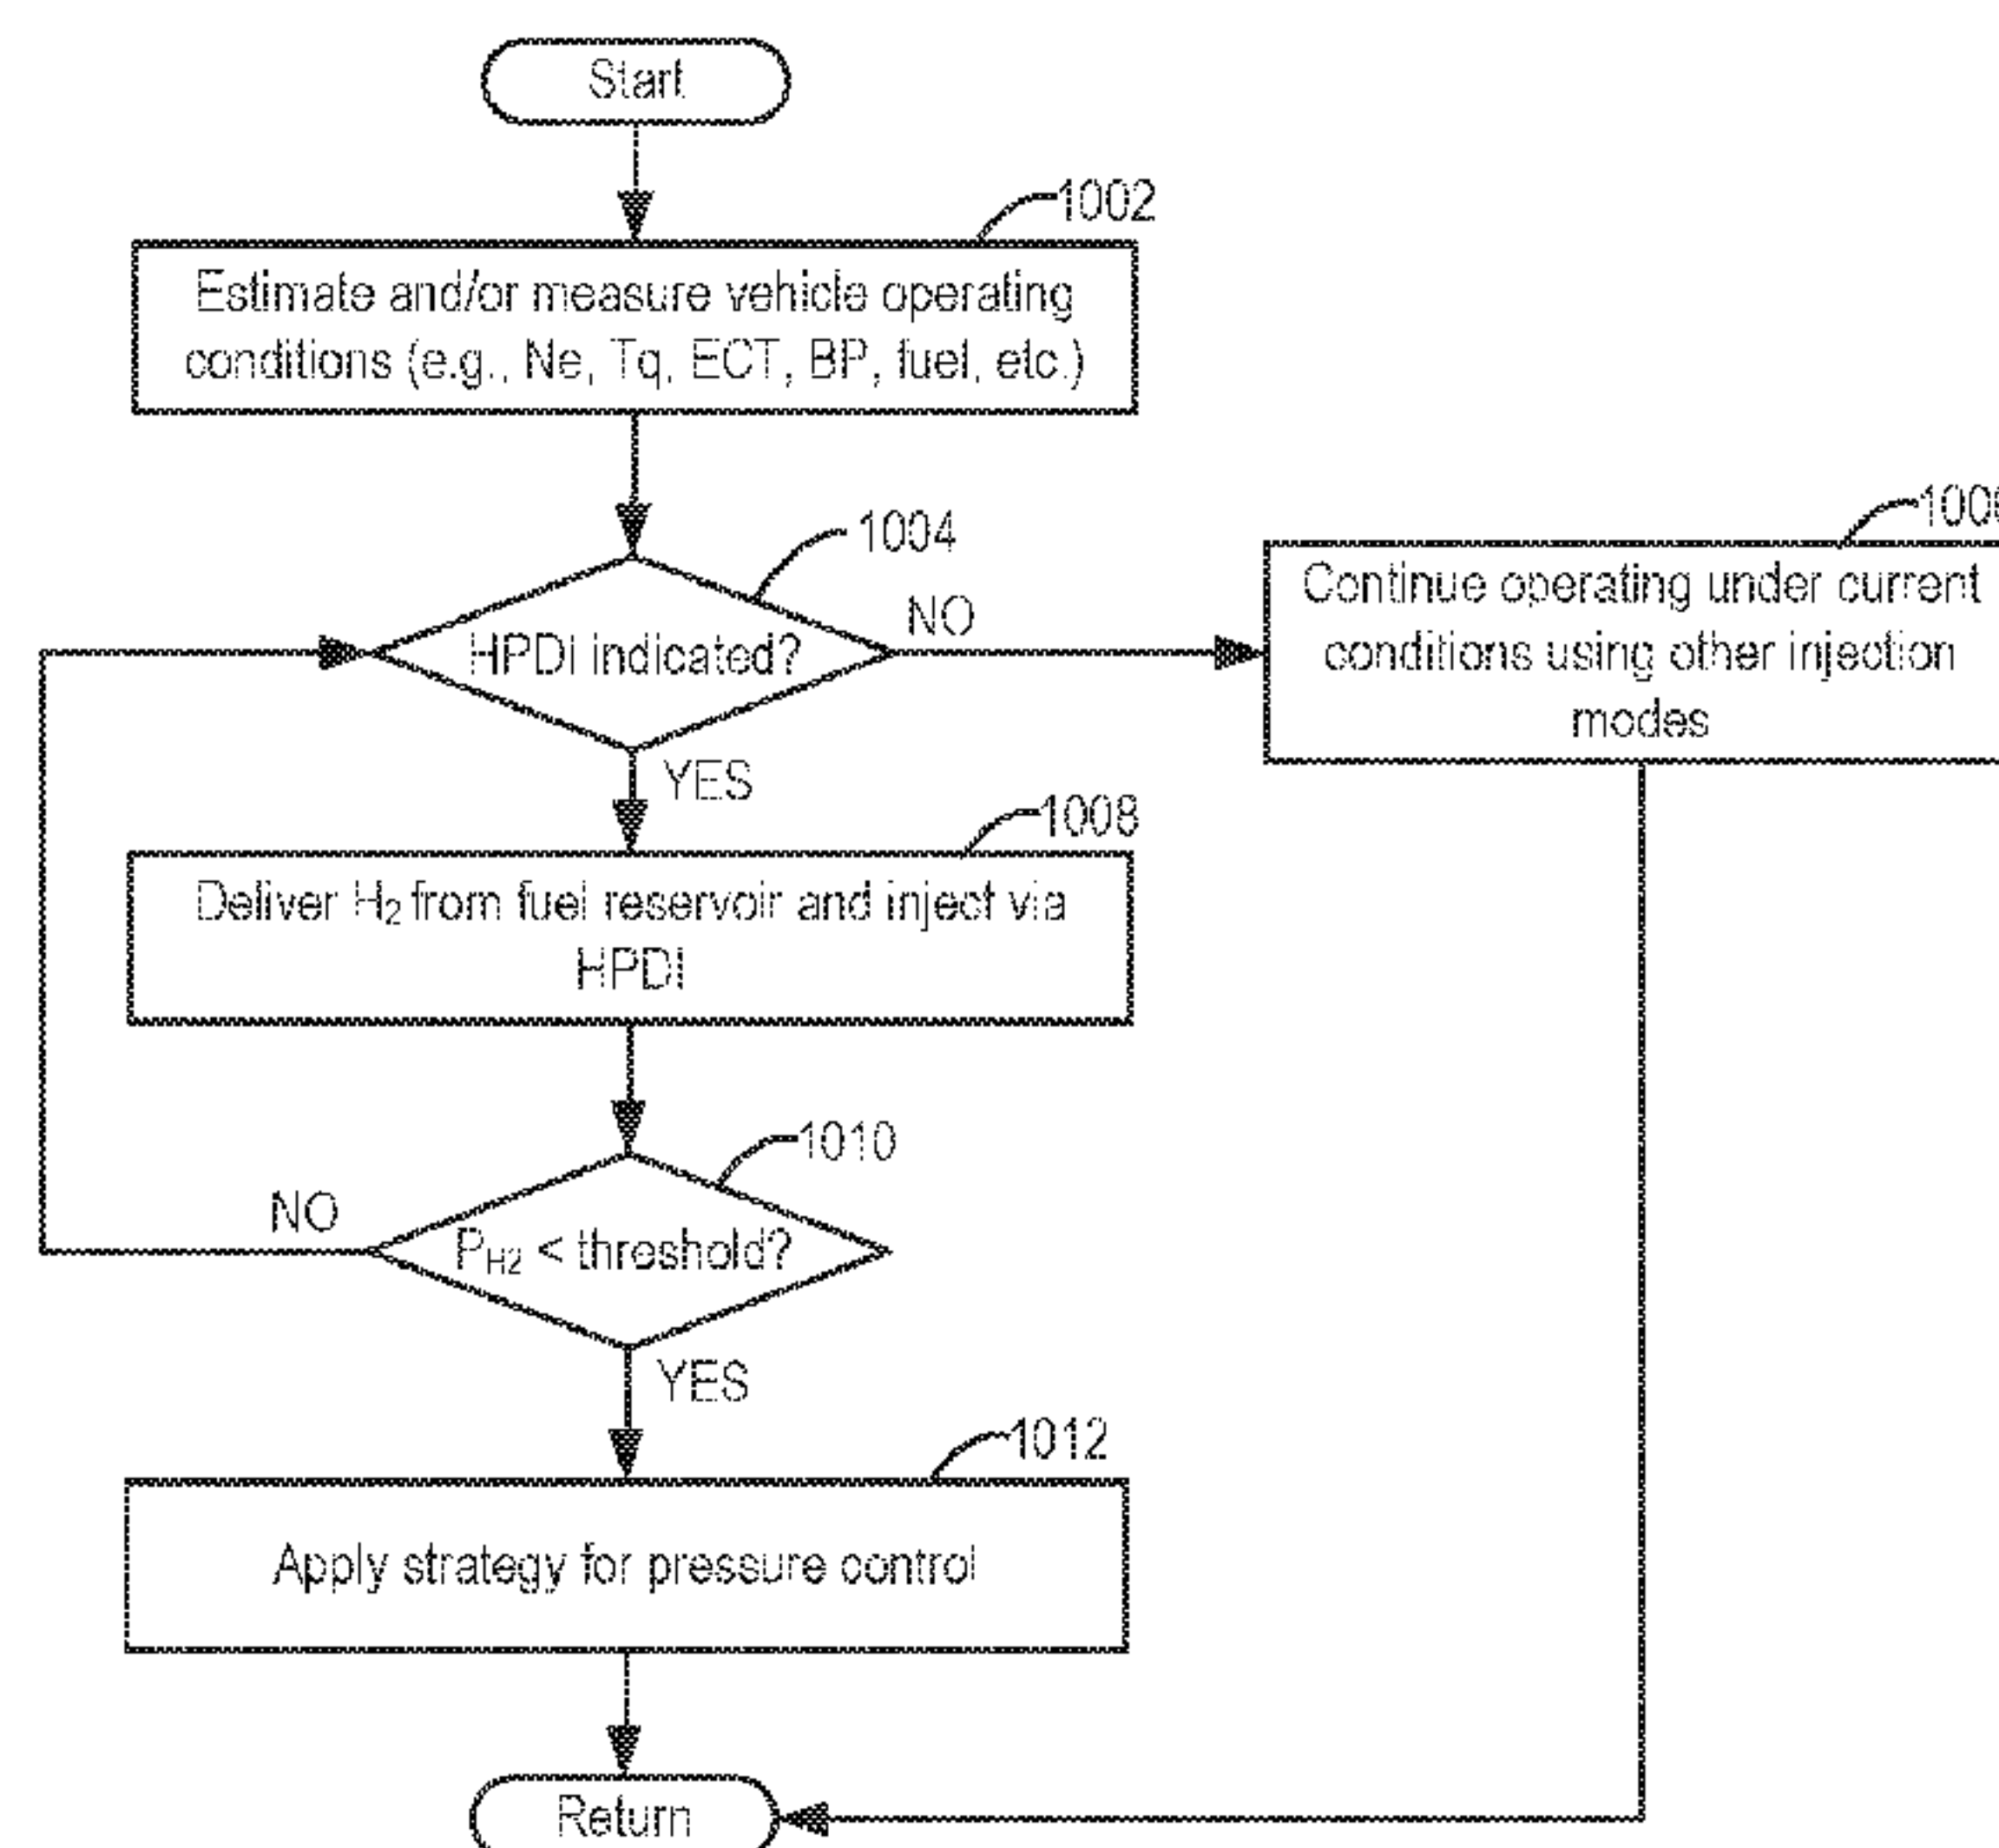 Start
1002
Estimate and/or measure vehicle operating
conditions (e.g., Ne, Tq, ECT, BP, fuel, etc.)
1004
HPDI indicated?
NO
Continue operating under current
conditions using other injection
modes
YES
1008
Deliver H₂ from fuel reservoir and inject via
HPDI
1010
NO
P_H2 < threshold?
YES
1012
Apply strategy for pressure control
Return